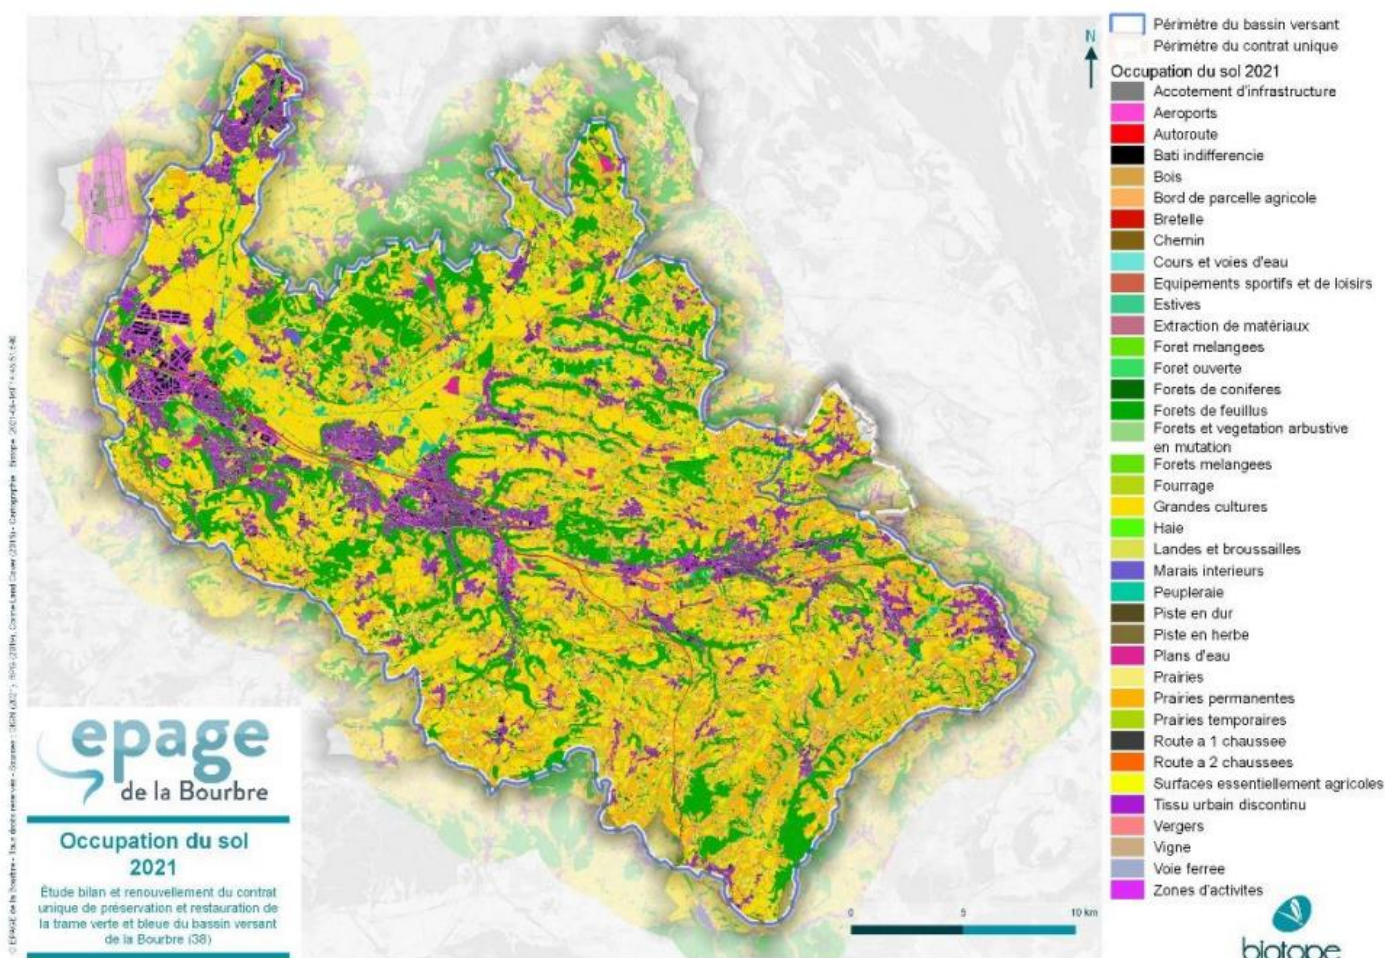 Périmètre du bassin versant
Périmètre du contrat unique
Occupation du sol 2021
Accotement d'infrastructure
Aeroports
Autoroute
Bati indifferencie
Bois
Bord de parcelle agricole
Bretelle
Chemin
Cours et voies d'eau
Equipements sportifs et de loisirs
Estives
Extraction de matériaux
Foret melangees
Foret ouverte
Forets de coniferes
Forets de feuillus
Forets et vegetation arbustive
en mutation
Forets melangees
Fourrage
Grandes cultures
Haie
Landes et broussailles
Marais interieurs
Peupleraie
Piste en dur
Piste en herbe
Plans d'eau
Prairies
Prairies permanentes
Prairies temporaires
Route a 1 chaussee
Route a 2 chaussees
Surfaces essentiellement agricoles
Tissu urbain discontinu
Vergers
Vigne
Voie ferree
Zones d'activites
N
epage
de la Bourbre
Occupation du sol
2021
Étude bilan et renouvellement du contrat
unique de préservation et restauration de
la trame verte et bleue du bassin versant
de la Bourbre (38)
0 5 10 km
biotope